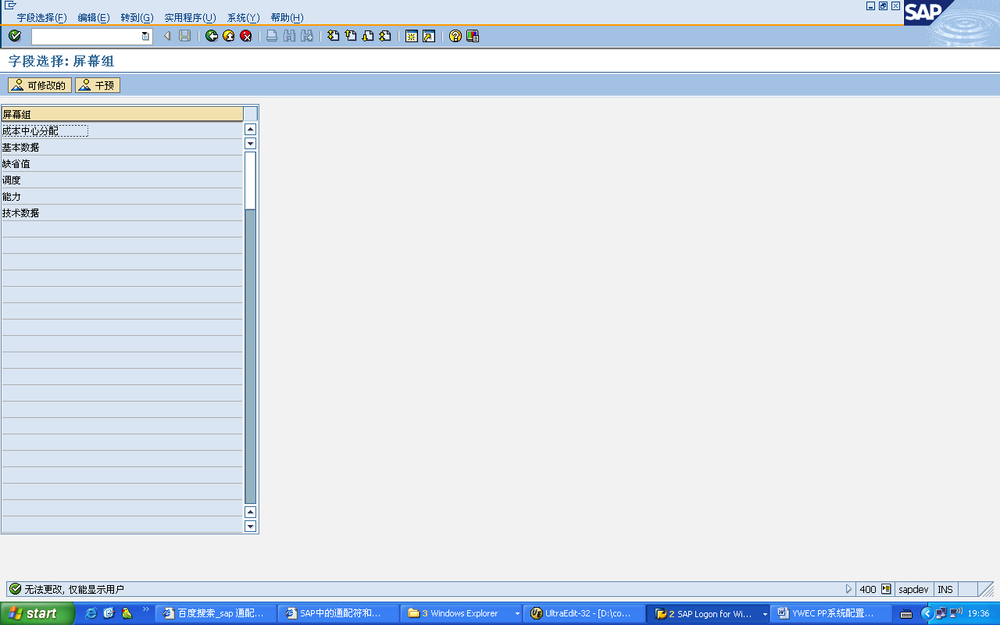 字段选择(F) 编辑(E) 转到(G) 实用程序(U) 系统(Y) 帮助(H)
SAP
字段选择: 屏幕组
可修改的 干预
屏幕组
成本中心分配
基本数据
缺省值
调度
能力
技术数据
无法更改, 仅能显示用户
400 sapdev INS
start
百度搜索_sap 通配... SAP中的通配符和... 3 Windows Explorer UltraEdit-32 - [D:\co... 2 SAP Logon for Wi... YWEC PP系统配置... 19:36